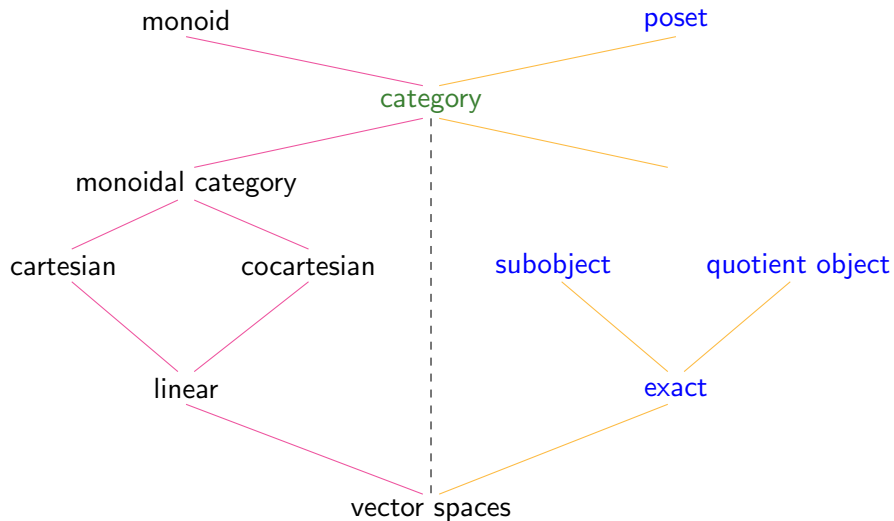 monoid
poset
category
monoidal category
cartesian
cocartesian
subobject
quotient object
linear
exact
vector spaces